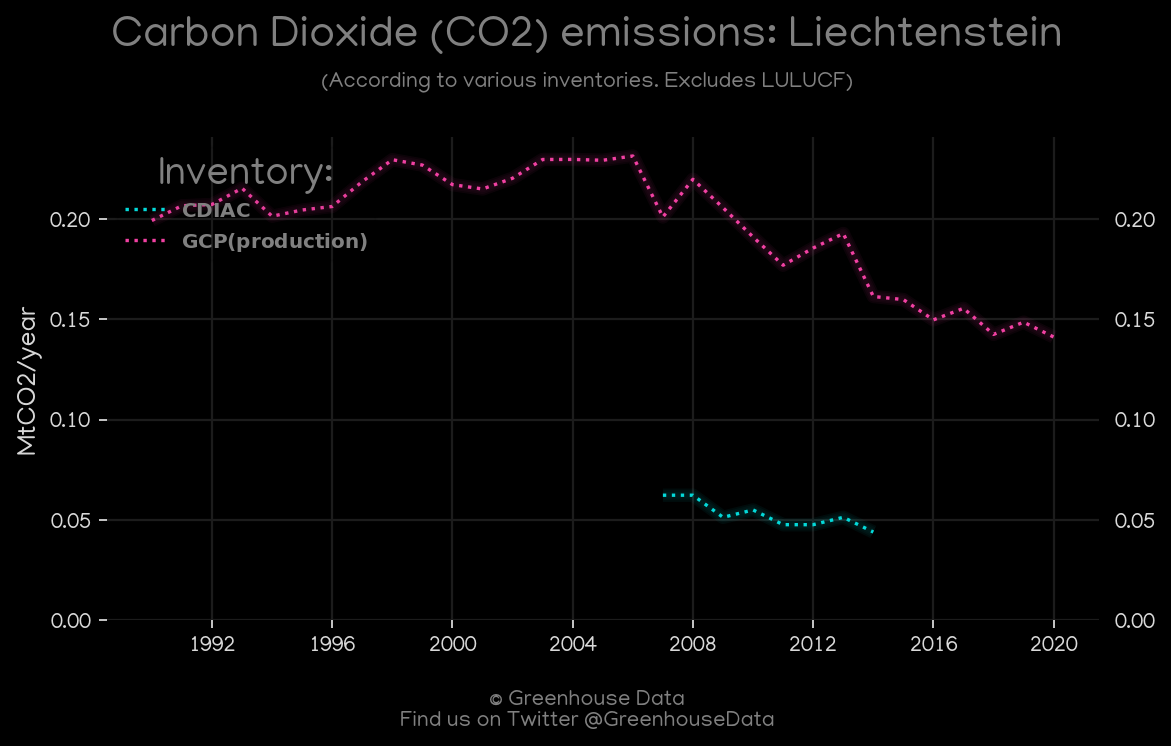 Carbon Dioxide (CO2) emissions: Liechtenstein
(According to various inventories. Excludes LULUCF)
Inventory:
CDIAC
GCP(production)
MtCO2/year
0.20 0.20
0.15 0.15
0.10 0.10
0.05 0.05
0.00 0.00
1992 1996 2000 2004 2008 2012 2016 2020
© Greenhouse Data
Find us on Twitter @GreenhouseData